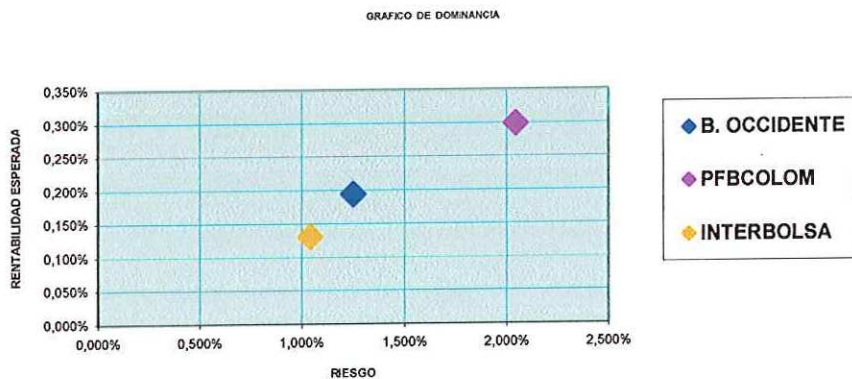 GRAFICO DE DOMINANCIA
RENTABILIDAD ESPERADA
0,350%
0,300%
0,250%
0,200%
0,150%
0,100%
0,050%
0,000%
0,000% 0,500% 1,000% 1,500% 2,000% 2,500%
RIESGO
B. OCCIDENTE
PFBCOLOM
INTERBOLSA